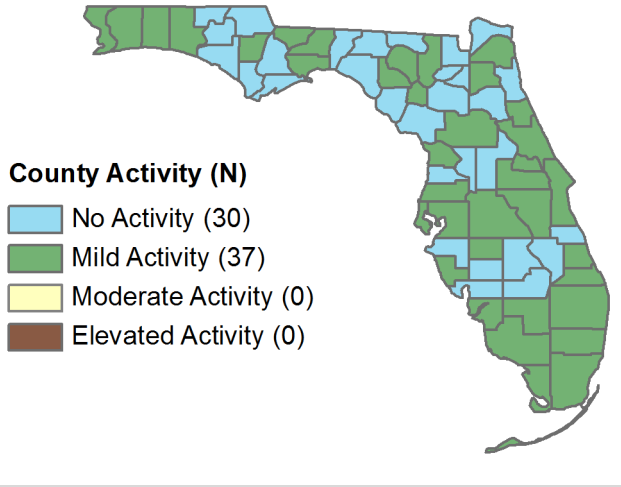 County Activity (N)
No Activity (30)
Mild Activity (37)
Moderate Activity (0)
Elevated Activity (0)